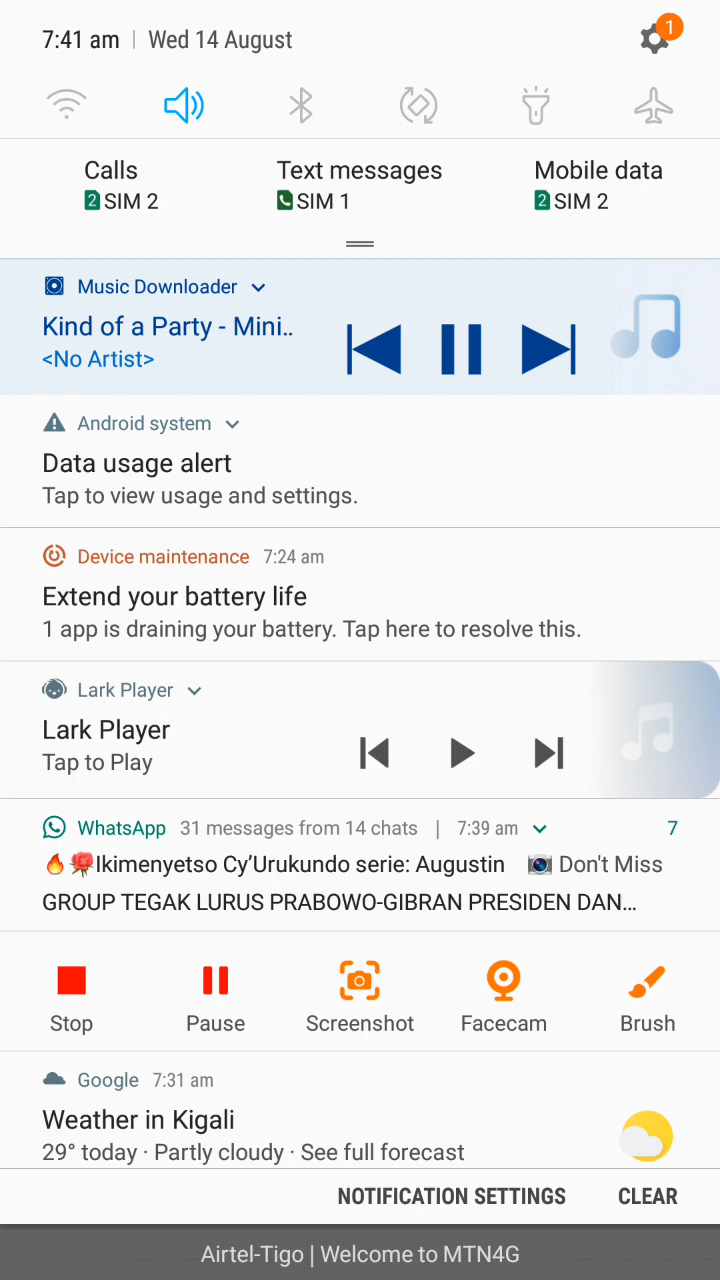 7:41 am | Wed 14 August
1
Calls
2 SIM 2
Text messages
SIM 1
Mobile data
2 SIM 2
Music Downloader
Kind of a Party - Mini..
<No Artist>
Android system
Data usage alert
Tap to view usage and settings.
Device maintenance 7:24 am
Extend your battery life
1 app is draining your battery. Tap here to resolve this.
Lark Player
Lark Player
Tap to Play
WhatsApp 31 messages from 14 chats | 7:39 am 7
🔥🌹Ikimenyetso Cy’Urukundo serie: Augustin 📷 Don't Miss
GROUP TEGAK LURUS PRABOWO-GIBRAN PRESIDEN DAN...
Stop
Pause
Screenshot
Facecam
Brush
Google 7:31 am
Weather in Kigali
29° today · Partly cloudy · See full forecast
NOTIFICATION SETTINGS CLEAR
Airtel-Tigo | Welcome to MTN4G